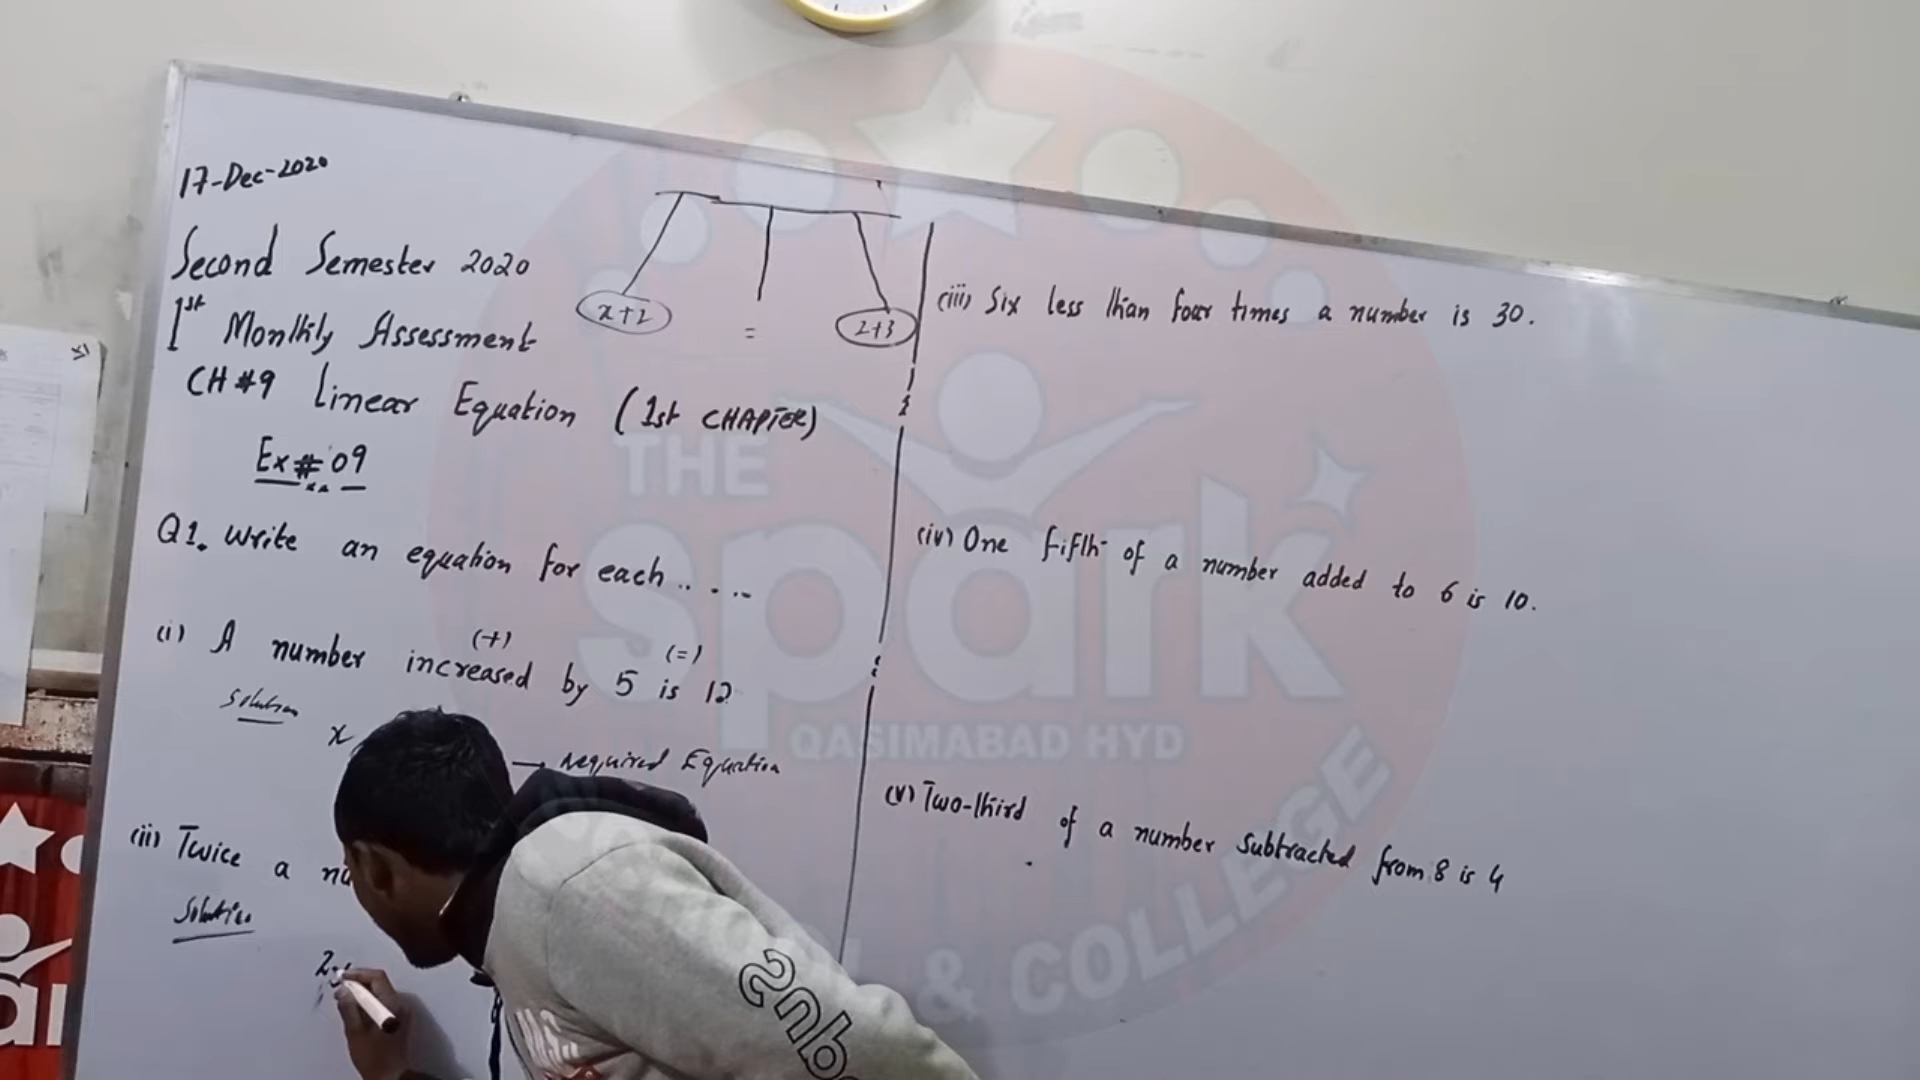 17-Dec-2020
Second Semester 2020
1st Monthly Assessment
CH #9 Linear Equation (1st CHAPTER)
Ex# 09
x+2 = 2+3
Q1. Write an equation for each .. . ..
(+) (=)
(i) A number increased by 5 is 12
Solution
x
→ required Equation
(ii) Twice a nu
Solution
2
(iii) Six less than four times a number is 30.
(iv) One fifth of a number added to 6 is 10.
(v) Two-third of a number subtracted from 8 is 4
THE
spark
QASIMABAD HYD
& COLLEGE